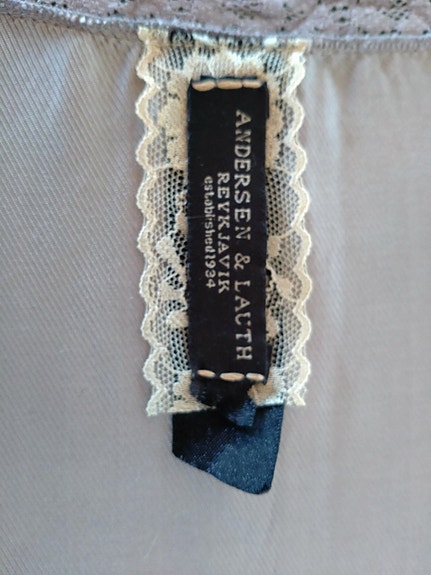 ANDERSEN & LAUTH
REYKJAVIK
established1934